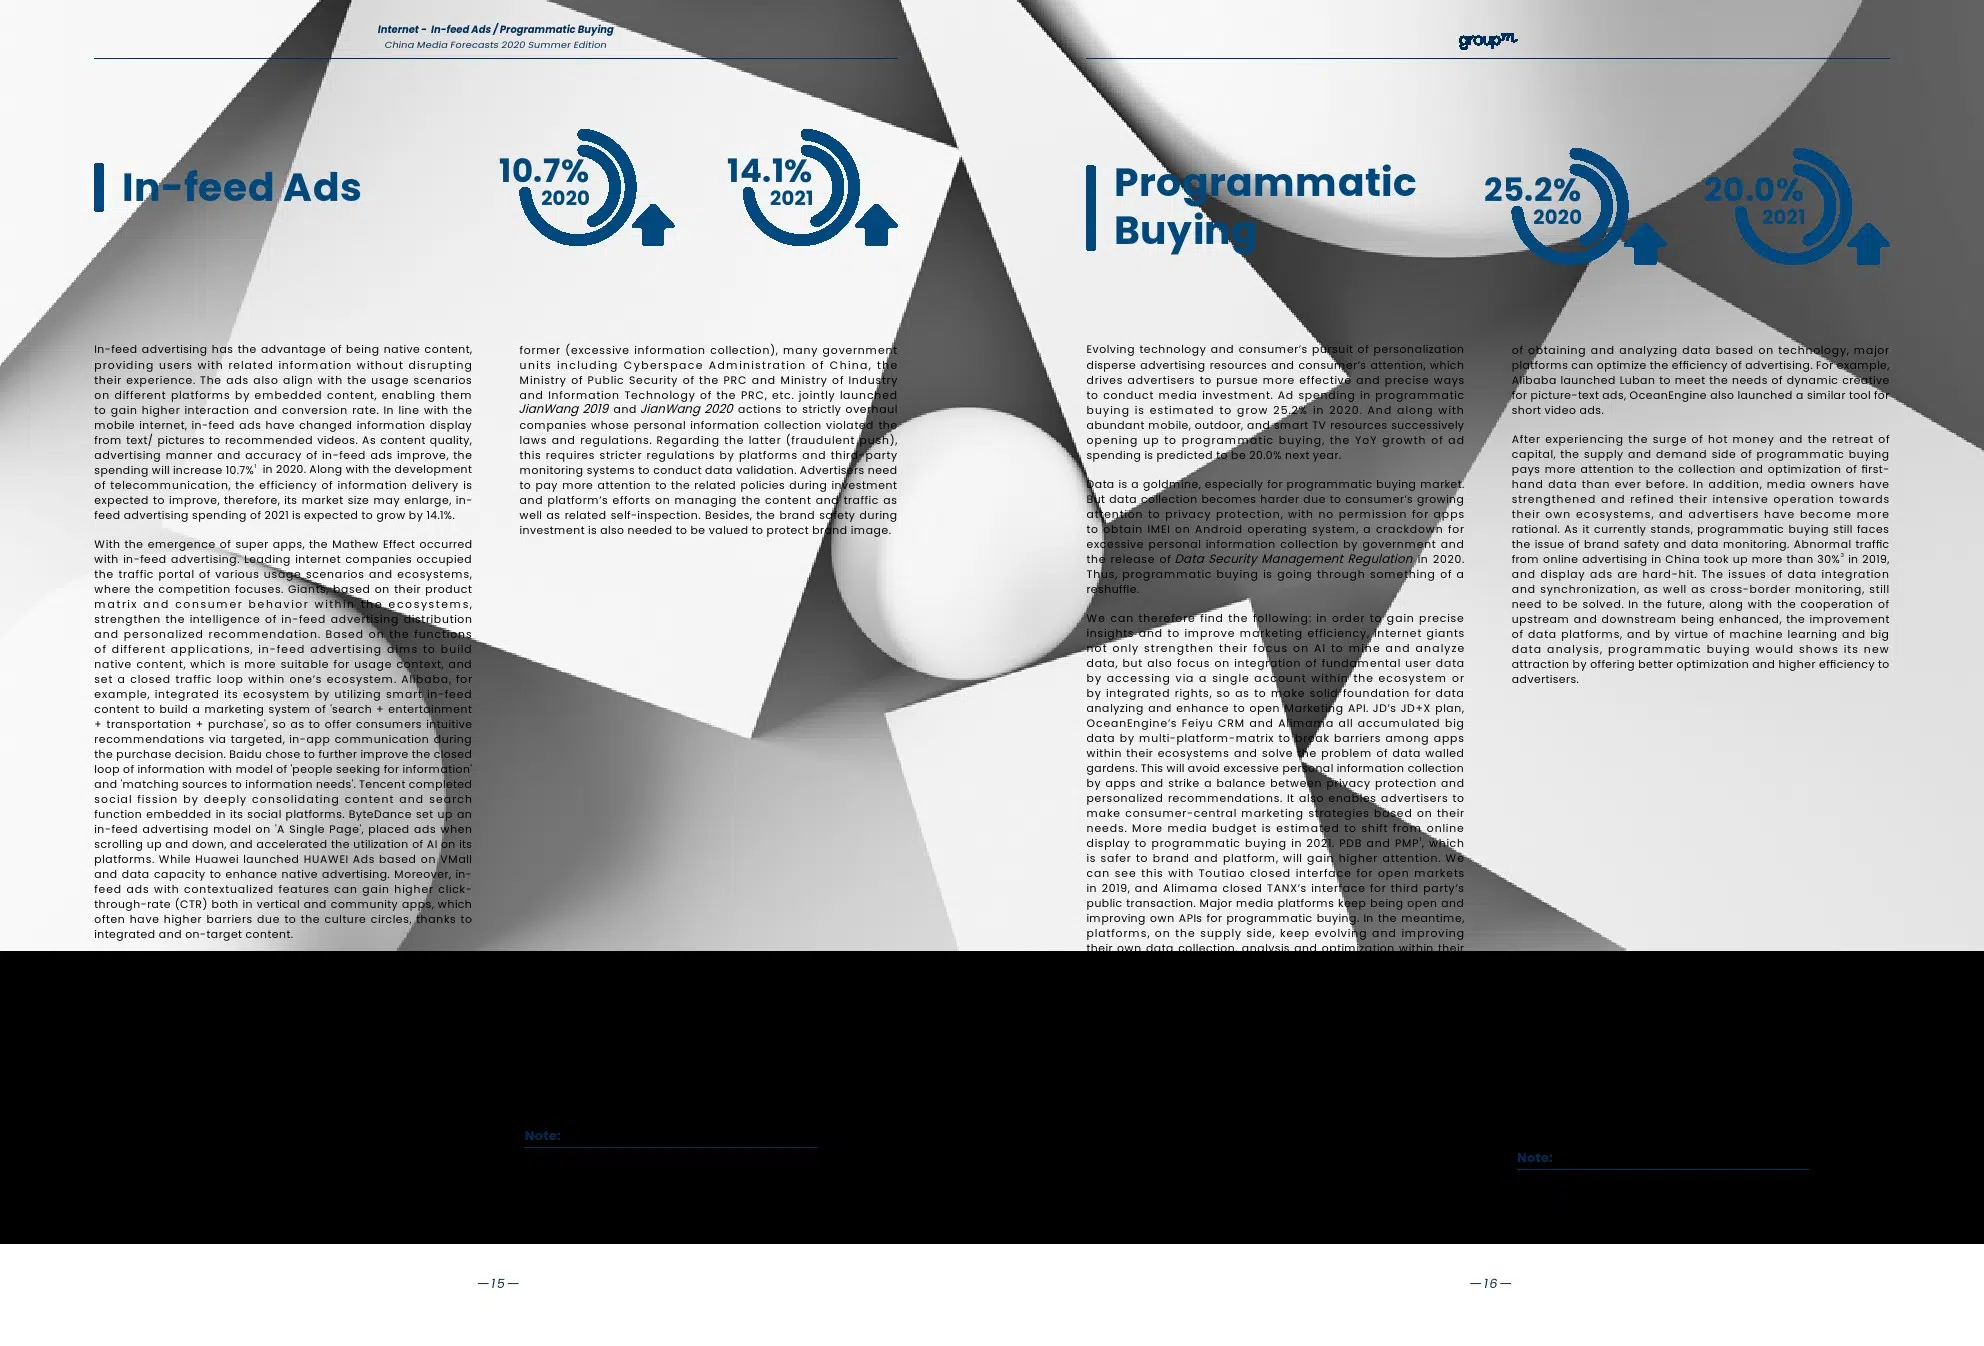 Internet - In-feed Ads / Programmatic Buying
China Media Forecasts 2020 Summer Edition
In-feed Ads
10.7%
2020
14.1%
2021
In-feed advertising has the advantage of being native content,
providing users with related information without disrupting
their experience. The ads also align with the usage scenarios
on different platforms by embedded content, enabling them
to gain higher interaction and conversion rate. In line with the
mobile internet, in-feed ads have changed information display
from text/ pictures to recommended videos. As content quality,
advertising manner and accuracy of in-feed ads improve, the
spending will increase 10.7%¹ in 2020. Along with the development
of telecommunication, the efficiency of information delivery is
expected to improve, therefore, its market size may enlarge, in-
feed advertising spending of 2021 is expected to grow by 14.1%.
With the emergence of super apps, the Mathew Effect occurred
with in-feed advertising. Leading internet companies occupied
the traffic portal of various usage scenarios and ecosystems,
where the competition focuses. Giants, based on their product
matrix and consumer behavior within the ecosystems,
strengthen the intelligence of in-feed advertising distribution
and personalized recommendation. Based on the functions
of different applications, in-feed advertising aims to build
native content, which is more suitable for usage context, and
set a closed traffic loop within one's ecosystem. Alibaba, for
example, integrated its ecosystem by utilizing smart in-feed
content to build a marketing system of 'search + entertainment
+ transportation + purchase', so as to offer consumers intuitive
recommendations via targeted, in-app communication during
the purchase decision. Baidu chose to further improve the closed
loop of information with model of 'people seeking for information'
and 'matching sources to information needs'. Tencent completed
social fission by deeply consolidating content and search
function embedded in its social platforms. ByteDance set up an
in-feed advertising model on 'A Single Page', placed ads when
scrolling up and down, and accelerated the utilization of AI on its
platforms. While Huawei launched HUAWEI Ads based on VMall
and data capacity to enhance native advertising. Moreover, in-
feed ads with contextualized features can gain higher click-
through-rate (CTR) both in vertical and community apps, which
often have higher barriers due to the culture circles, thanks to
integrated and on-target content.
former (excessive information collection), many government
units including Cyberspace Administration of China, the
Ministry of Public Security of the PRC and Ministry of Industry
and Information Technology of the PRC, etc. jointly launched
JianWang 2019 and JianWang 2020 actions to strictly overhaul
companies whose personal information collection violated the
laws and regulations. Regarding the latter (fraudulent push),
this requires stricter regulations by platforms and third-party
monitoring systems to conduct data validation. Advertisers need
to pay more attention to the related policies during investment
and platform's efforts on managing the content and traffic as
well as related self-inspection. Besides, the brand safety during
investment is also needed to be valued to protect brand image.
Note:
—15—
groupm
Programmatic
Buying
25.2%
2020
20.0%
2021
Evolving technology and consumer's pursuit of personalization
disperse advertising resources and consumer's attention, which
drives advertisers to pursue more effective and precise ways
to conduct media investment. Ad spending in programmatic
buying is estimated to grow 25.2% in 2020. And along with
abundant mobile, outdoor, and smart TV resources successively
opening up to programmatic buying, the YoY growth of ad
spending is predicted to be 20.0% next year.
Data is a goldmine, especially for programmatic buying market.
But data collection becomes harder due to consumer's growing
attention to privacy protection, with no permission for apps
to obtain IMEI on Android operating system, a crackdown for
excessive personal information collection by government and
the release of Data Security Management Regulation in 2020.
Thus, programmatic buying is going through something of a
reshuffle.
We can therefore find the following: in order to gain precise
insights and to improve marketing efficiency, Internet giants
not only strengthen their focus on AI to mine and analyze
data, but also focus on integration of fundamental user data
by accessing via a single account within the ecosystem or
by integrated rights, so as to make solid foundation for data
analyzing and enhance to open Marketing API. JD's JD+X plan,
OceanEngine's Feiyu CRM and Alimama all accumulated big
data by multi-platform-matrix to break barriers among apps
within their ecosystems and solve the problem of data walled
gardens. This will avoid excessive personal information collection
by apps and strike a balance between privacy protection and
personalized recommendations. It also enables advertisers to
make consumer-central marketing strategies based on their
needs. More media budget is estimated to shift from online
display to programmatic buying in 2021. PDB and PMP, which
is safer to brand and platform, will gain higher attention. We
can see this with Toutiao closed interface for open markets
in 2019, and Alimama closed TANX's interface for third party's
public transaction. Major media platforms keep being open and
improving own APIs for programmatic buying. In the meantime,
platforms, on the supply side, keep evolving and improving
their own data collection, analysis and optimization within their
of obtaining and analyzing data based on technology, major
platforms can optimize the efficiency of advertising. For example,
Alibaba launched Luban to meet the needs of dynamic creative
for picture-text ads, OceanEngine also launched a similar tool for
short video ads.
After experiencing the surge of hot money and the retreat of
capital, the supply and demand side of programmatic buying
pays more attention to the collection and optimization of first-
hand data than ever before. In addition, media owners have
strengthened and refined their intensive operation towards
their own ecosystems, and advertisers have become more
rational. As it currently stands, programmatic buying still faces
the issue of brand safety and data monitoring. Abnormal traffic
from online advertising in China took up more than 30%³ in 2019,
and display ads are hard-hit. The issues of data integration
and synchronization, as well as cross-border monitoring, still
need to be solved. In the future, along with the cooperation of
upstream and downstream being enhanced, the improvement
of data platforms, and by virtue of machine learning and big
data analysis, programmatic buying would shows its new
attraction by offering better optimization and higher efficiency to
advertisers.
Note:
—16—